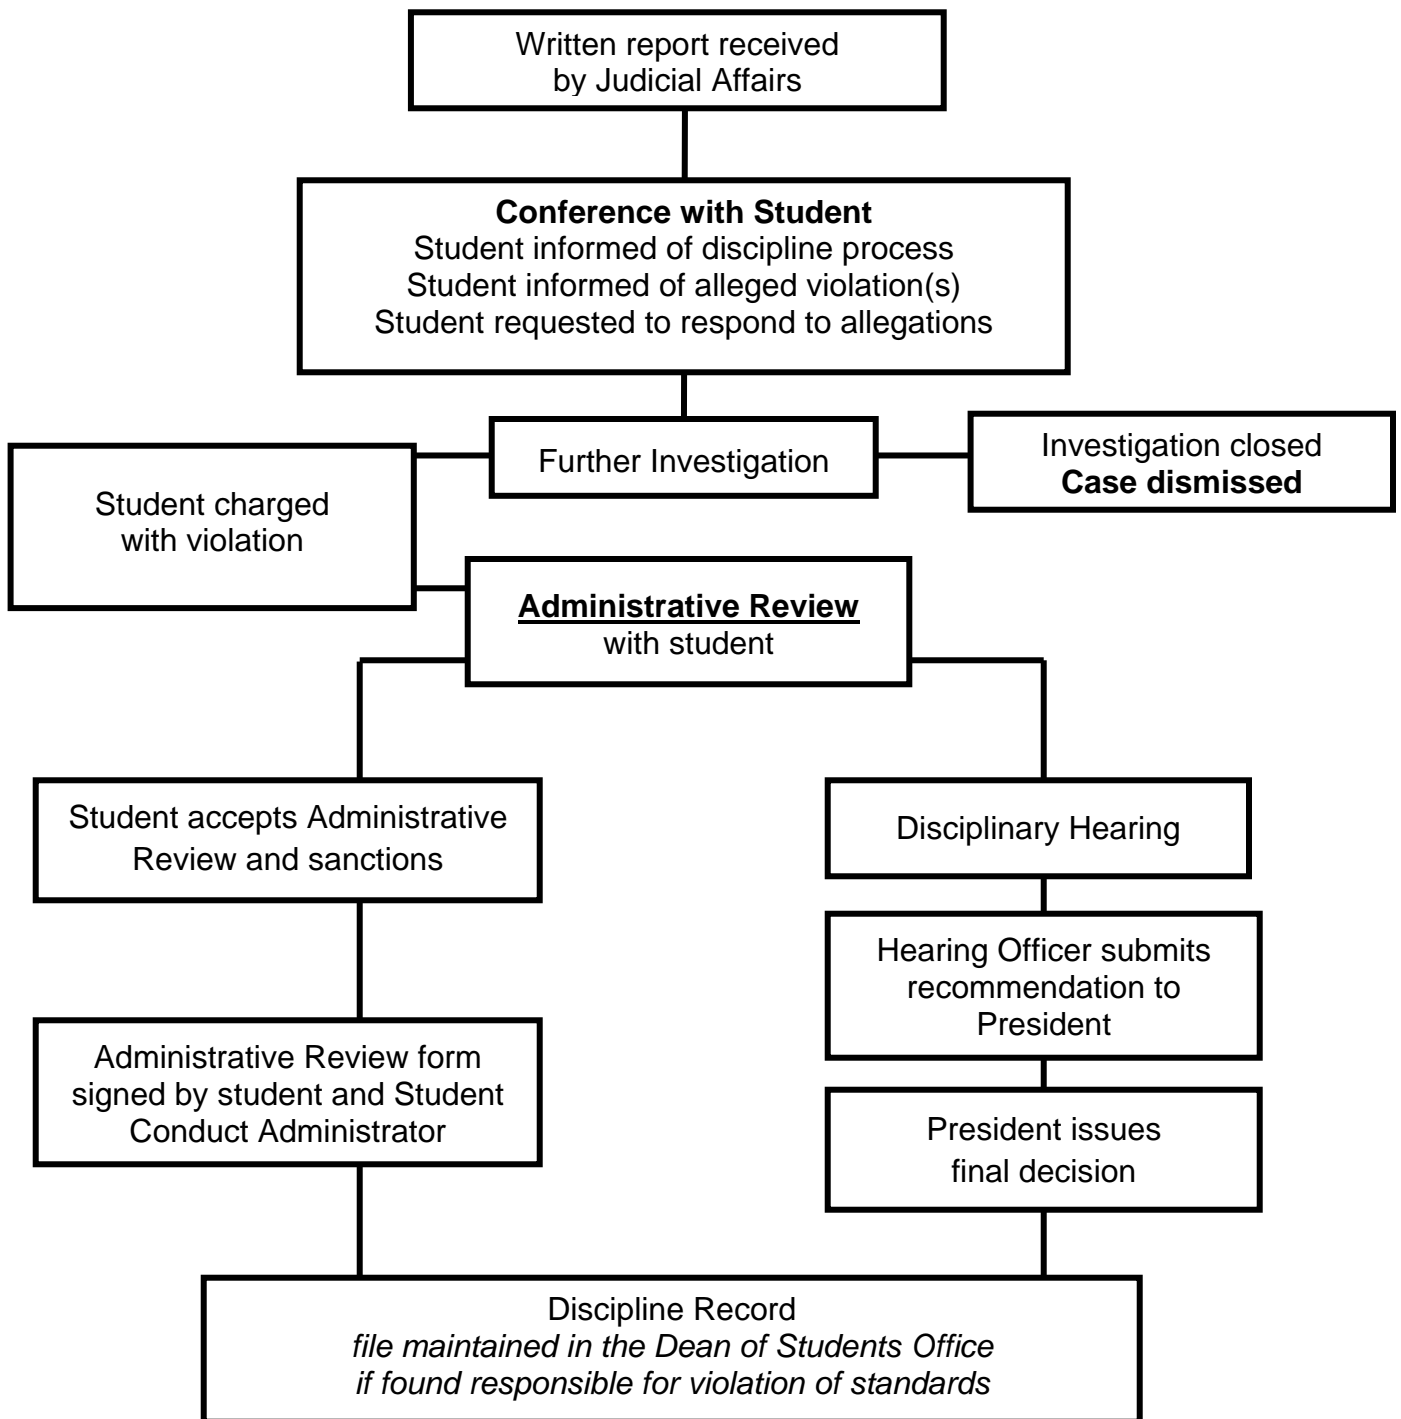 Written report received
by Judicial Affairs
Conference with Student
Student informed of discipline process
Student informed of alleged violation(s)
Student requested to respond to allegations
Further Investigation
Investigation closed
Case dismissed
Student charged
with violation
Administrative Review
with student
Student accepts Administrative
Review and sanctions
Administrative Review form
signed by student and Student
Conduct Administrator
Disciplinary Hearing
Hearing Officer submits
recommendation to
President
President issues
final decision
Discipline Record
file maintained in the Dean of Students Office
if found responsible for violation of standards